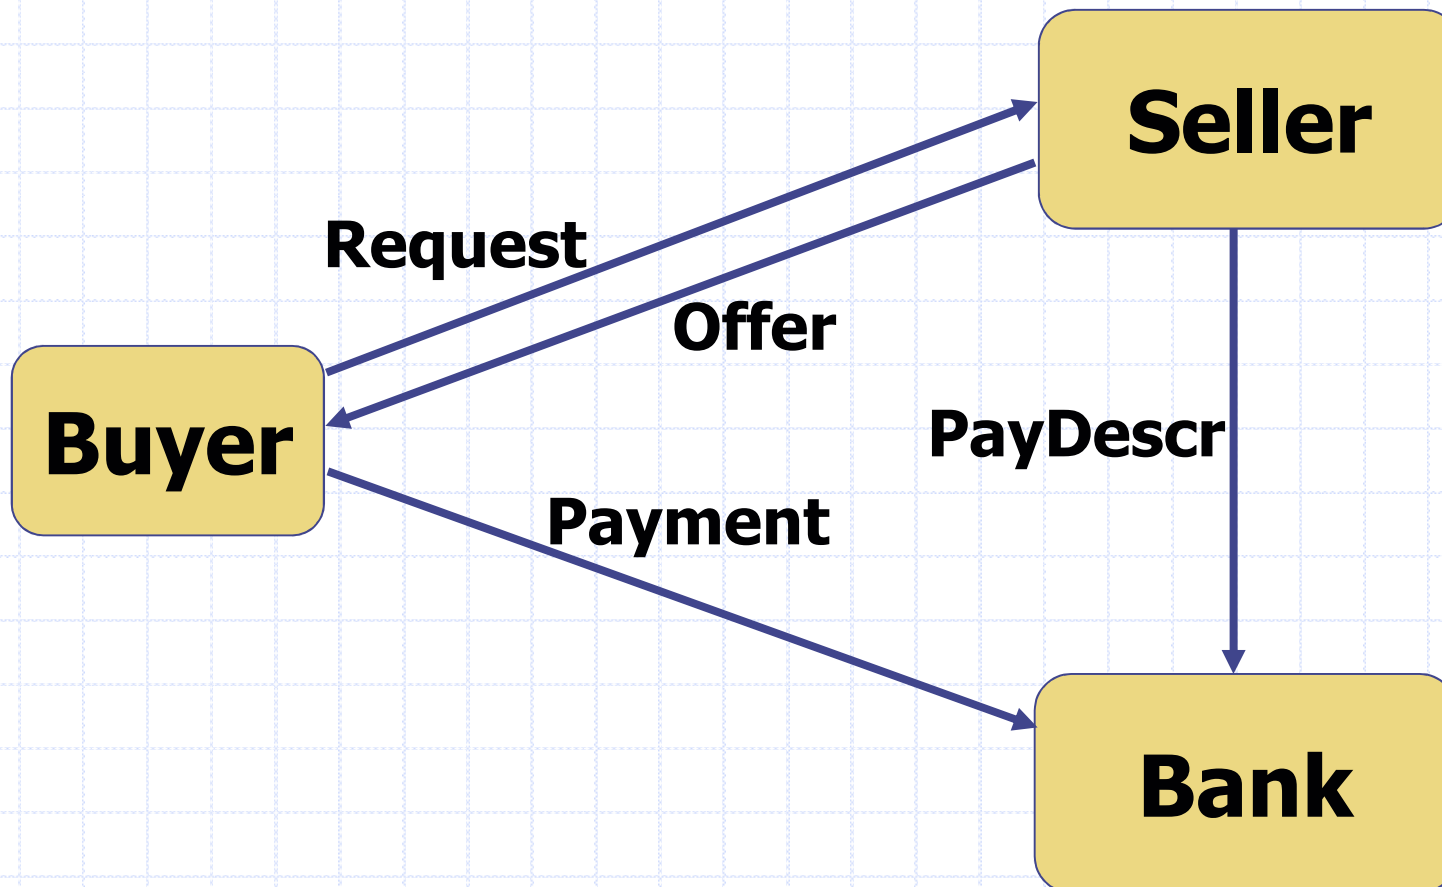 Seller
Request
Offer
Buyer
PayDescr
Payment
Bank